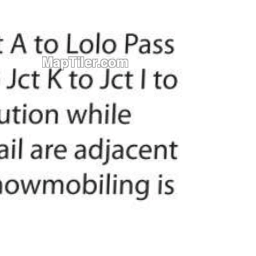 t A to Lolo Pass
MapTiler.com
Jct K to Jct I to
ution while
ail are adjacent
nowmobiling is